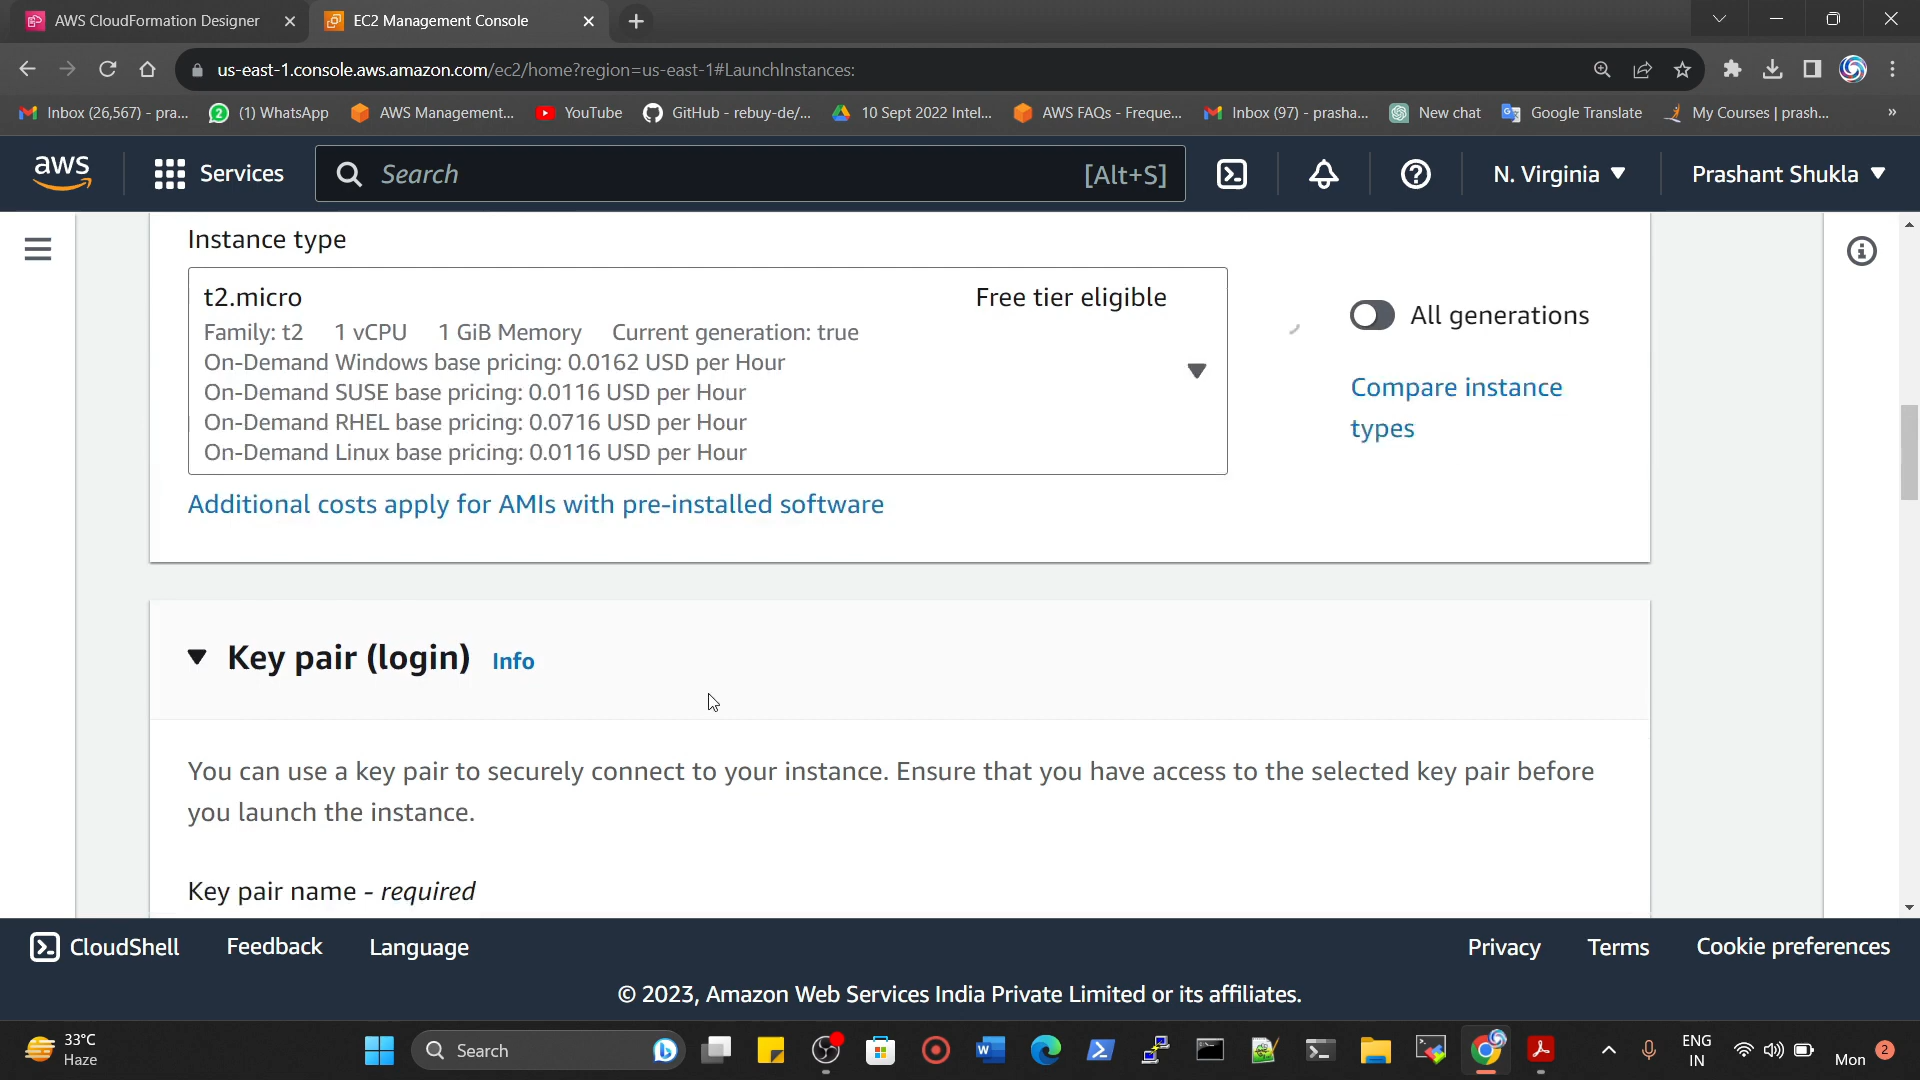 AWS CloudFormation Designer
EC2 Management Console
us-east-1.console.aws.amazon.com/ec2/home?region=us-east-1#LaunchInstances:
Inbox (26,567) - pra... (1) WhatsApp AWS Management... YouTube GitHub - rebuy-de/... 10 Sept 2022 Intel... AWS FAQs - Freque... Inbox (97) - prasha... New chat Google Translate My Courses | prash... »
aws Services Search [Alt+S] N. Virginia Prashant Shukla
Instance type
t2.micro Free tier eligible
Family: t2 1 vCPU 1 GiB Memory Current generation: true
On-Demand Windows base pricing: 0.0162 USD per Hour
On-Demand SUSE base pricing: 0.0116 USD per Hour
On-Demand RHEL base pricing: 0.0716 USD per Hour
On-Demand Linux base pricing: 0.0116 USD per Hour
All generations
Compare instance
types
Additional costs apply for AMIs with pre-installed software
Key pair (login) Info
You can use a key pair to securely connect to your instance. Ensure that you have access to the selected key pair before
you launch the instance.
Key pair name - required
CloudShell Feedback Language Privacy Terms Cookie preferences
© 2023, Amazon Web Services India Private Limited or its affiliates.
33°C
Haze
Search
ENG
IN
Mon 2